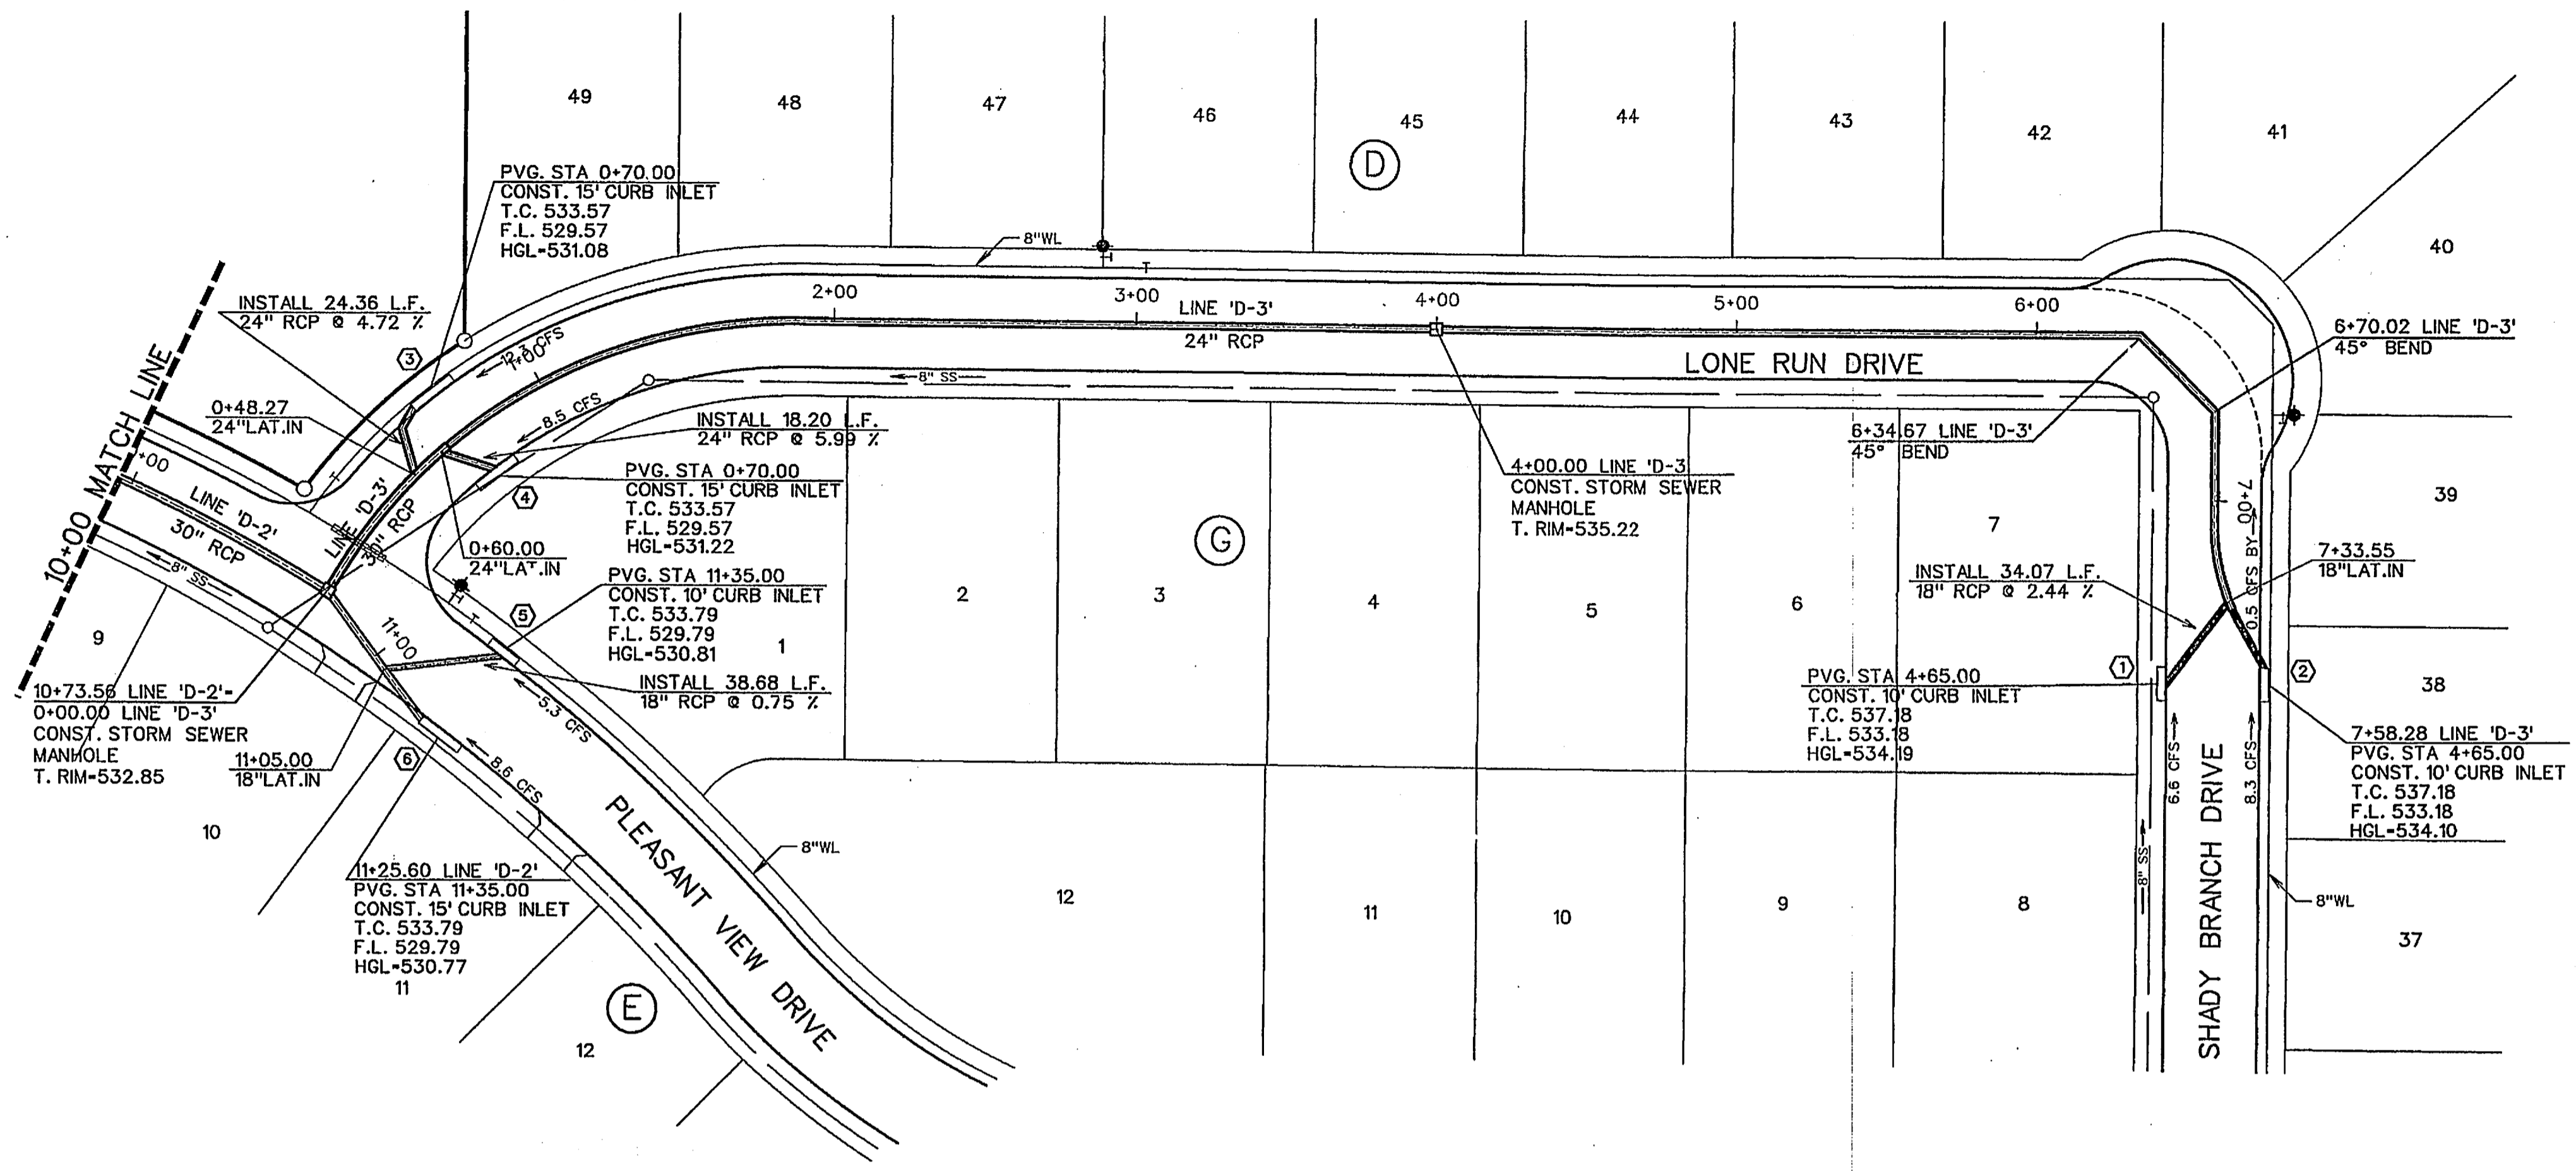 49
48
47
46
45
44
43
42
41
40
39
38
37
D
PVG. STA 0+70.00
CONST. 15' CURB INLET
T.C. 533.57
F.L. 529.57
HGL=531.08
INSTALL 24.36 L.F.
24" RCP @ 4.72 %
3
12.3 CFS
1+00
2+00
3+00
4+00
5+00
6+00
7+00
8"WL
LINE 'D-3'
24" RCP
LONE RUN DRIVE
8" SS
8.5 CFS
6+70.02 LINE 'D-3'
45° BEND
6+34.67 LINE 'D-3'
45° BEND
0+48.27
24"LAT.IN
10+00 MATCH LINE
+00
LINE 'D-2'
30" RCP
LINE 'D-3'
30" RCP
8" SS
INSTALL 18.20 L.F.
24" RCP @ 5.99 %
PVG. STA 0+70.00
CONST. 15' CURB INLET
T.C. 533.57
F.L. 529.57
HGL=531.22
4
0+60.00
24"LAT.IN
4+00.00 LINE 'D-3
CONST. STORM SEWER
MANHOLE
T. RIM=535.22
G
PVG. STA 11+35.00
CONST. 10' CURB INLET
T.C. 533.79
F.L. 529.79
HGL=530.81
5
INSTALL 38.68 L.F.
18" RCP @ 0.75 %
5.3 CFS
11+00
1
2
3
4
5
6
7
INSTALL 34.07 L.F.
18" RCP @ 2.44 %
7+33.55
18"LAT.IN
0.5 CFS BY
1
2
PVG. STA 4+65.00
CONST. 10' CURB INLET
T.C. 537.18
F.L. 533.18
HGL=534.19
7+58.28 LINE 'D-3'
PVG. STA 4+65.00
CONST. 10' CURB INLET
T.C. 537.18
F.L. 533.18
HGL=534.10
6.6 CFS
8.3 CFS
8" SS
SHADY BRANCH DRIVE
8"WL
9
10+73.56 LINE 'D-2'=
0+00.00 LINE 'D-3'
CONST. STORM SEWER
MANHOLE
T. RIM=532.85
11+05.00
18"LAT.IN
6
8.6 CFS
10
11+25.60 LINE 'D-2'
PVG. STA 11+35.00
CONST. 15' CURB INLET
T.C. 533.79
F.L. 529.79
HGL=530.77
11
PLEASANT VIEW DRIVE
8"WL
E
12
12
11
10
9
8